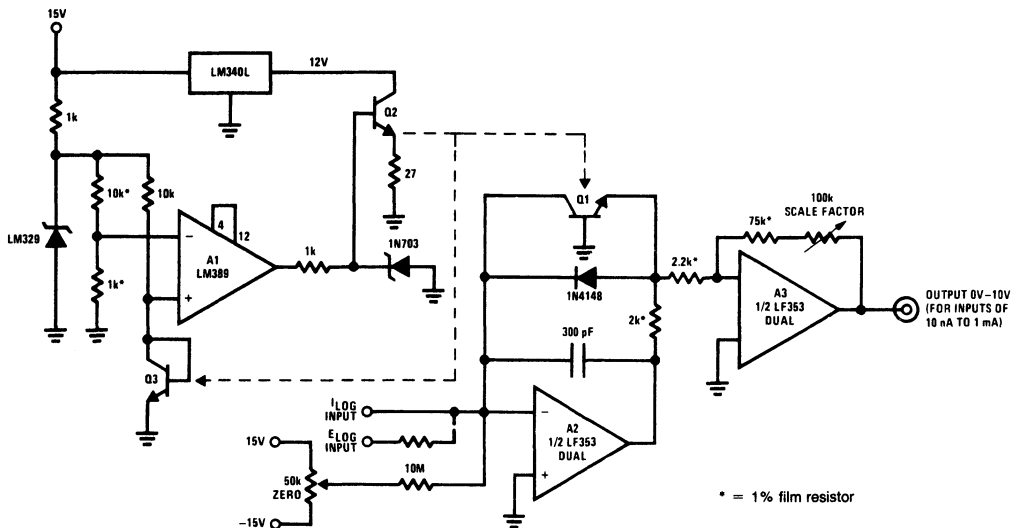 15V
LM340L
12V
Q2
1k
27
10k*
10k
LM329
4
12
A1
LM389
1k
1N703
1k*
Q3
Q1
1N4148
2.2k*
75k*
100k
SCALE FACTOR
A3
1/2 LF353
DUAL
OUTPUT 0V–10V
(FOR INPUTS OF
10 nA TO 1 mA)
2k*
300 pF
ILOG
INPUT
ELOG
INPUT
A2
1/2 LF353
DUAL
15V
50k
ZERO
10M
–15V
* = 1% film resistor